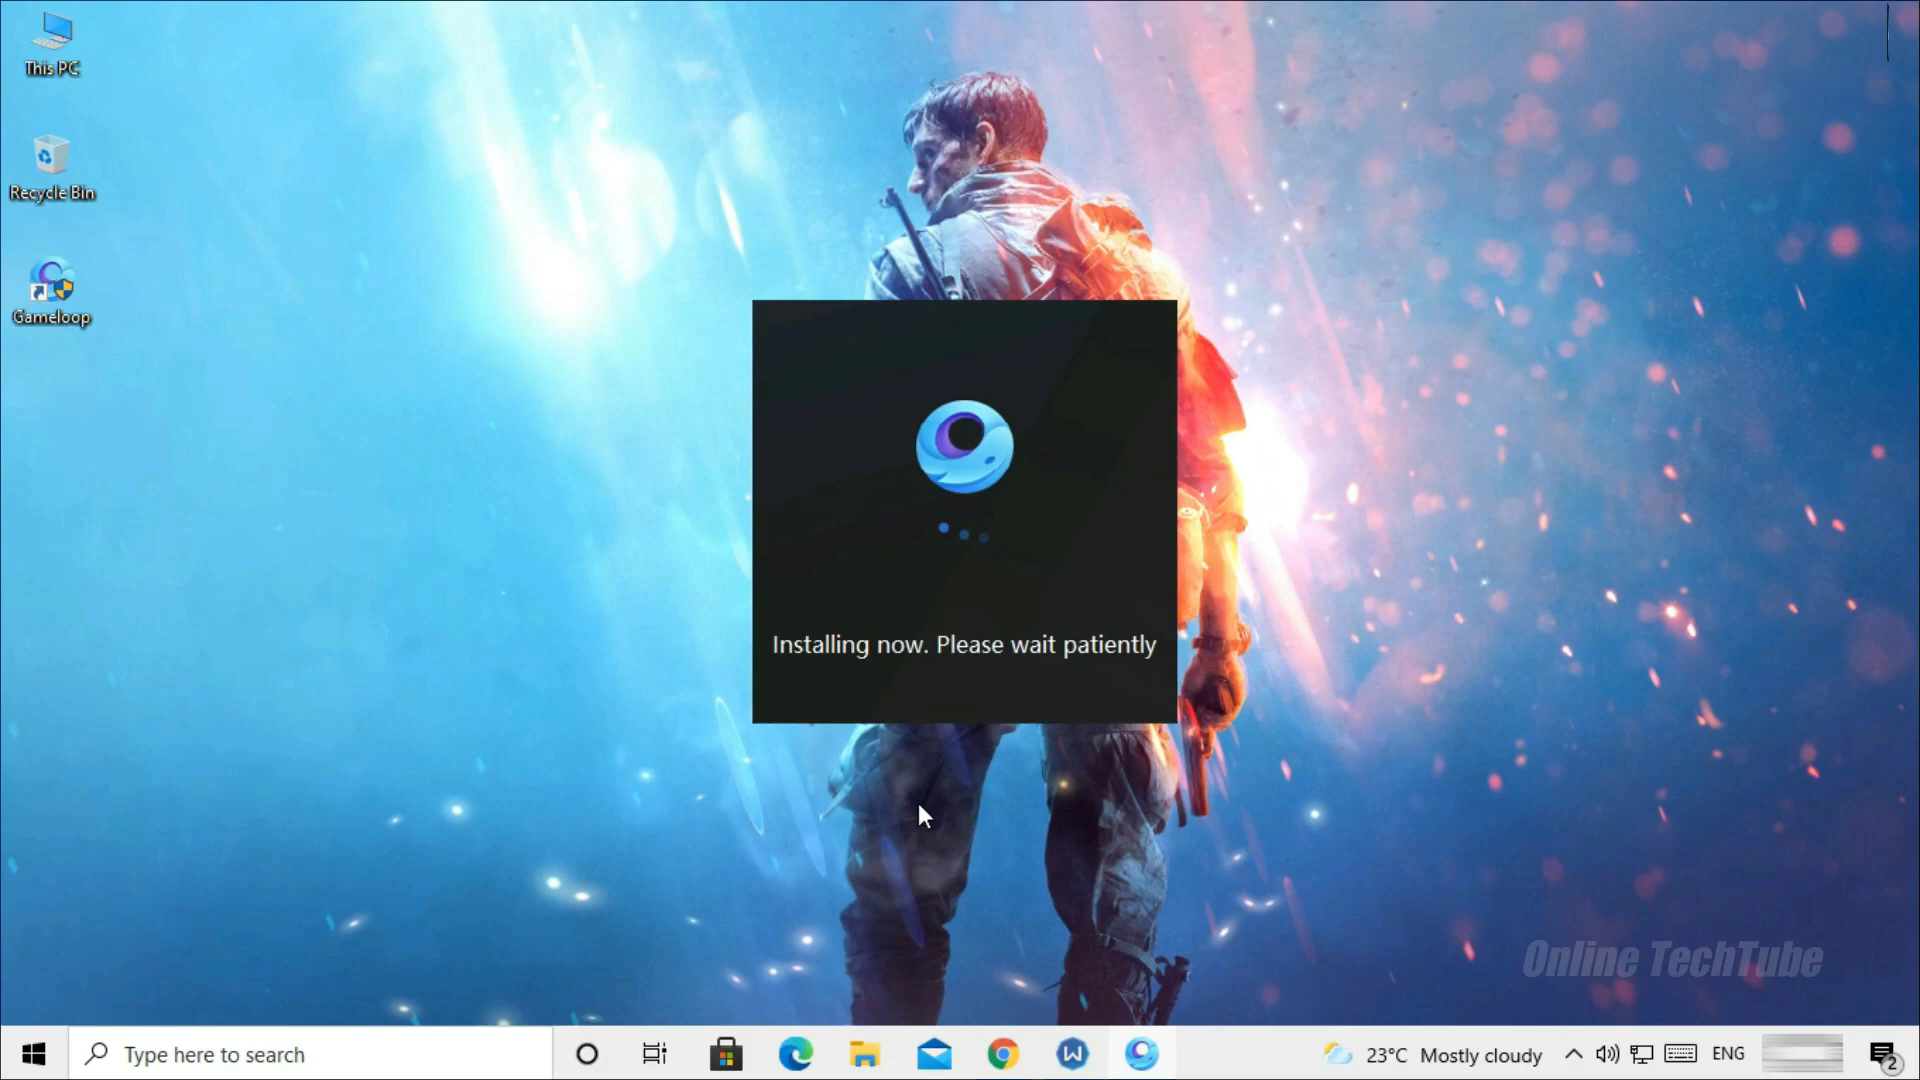 This PC
Recycle Bin
Gameloop
Installing now. Please wait patiently
Online TechTube
Type here to search
W
23°C Mostly cloudy
ENG
2